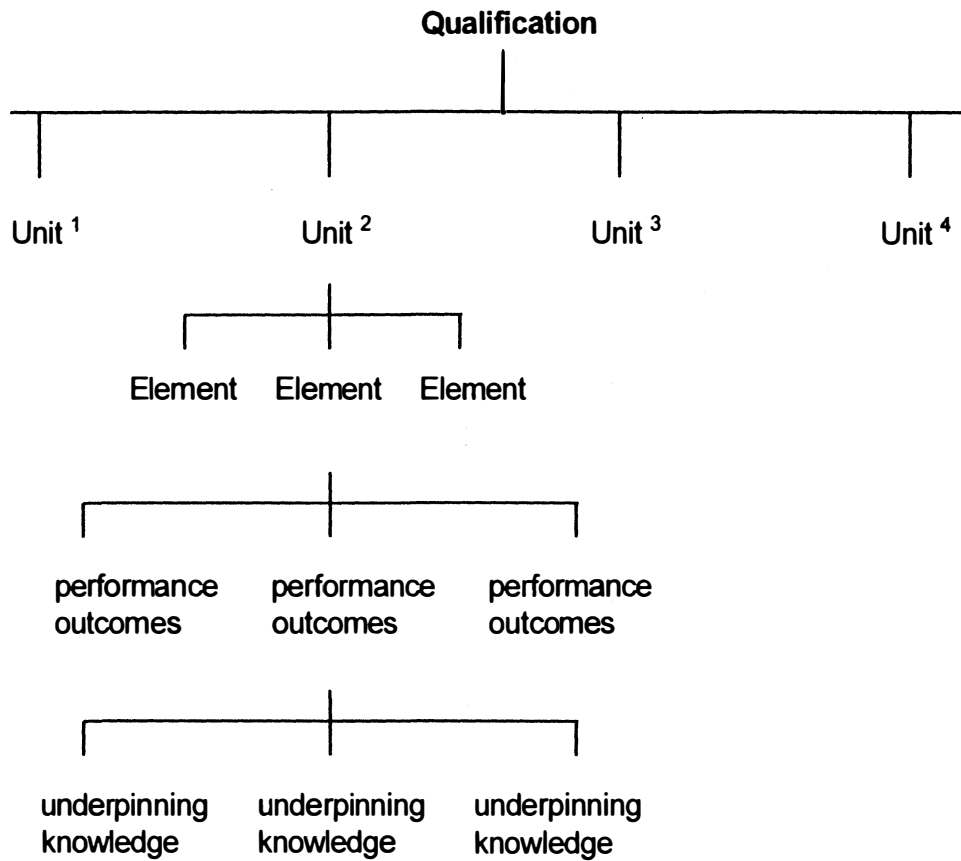 Qualification
Unit 1 Unit 2 Unit 3 Unit 4
Element Element Element
performance performance performance
outcomes outcomes outcomes
underpinning underpinning underpinning
knowledge knowledge knowledge